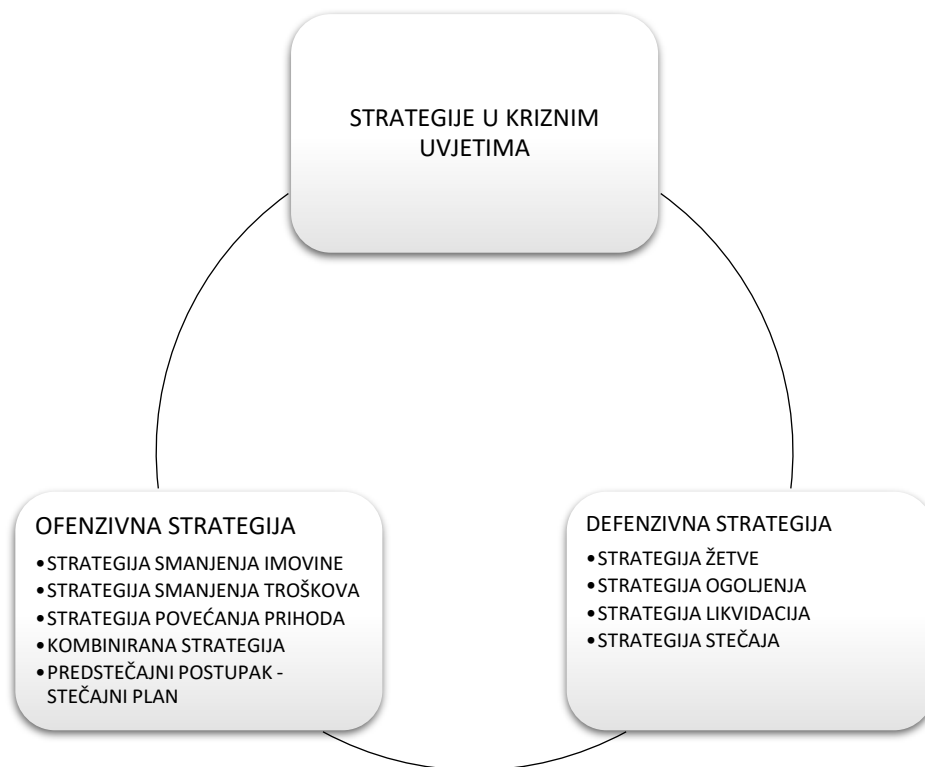 STRATEGIJE U KRIZNIM
UVJETIMA
OFENZIVNA STRATEGIJA
•STRATEGIJA SMANJENJA IMOVINE
•STRATEGIJA SMANJENJA TROŠKOVA
•STRATEGIJA POVEĆANJA PRIHODA
•KOMBINIRANA STRATEGIJA
•PREDSTEČAJNI POSTUPAK -
STEČAJNI PLAN
DEFENZIVNA STRATEGIJA
•STRATEGIJA ŽETVE
•STRATEGIJA OGOLJENJA
•STRATEGIJA LIKVIDACIJA
•STRATEGIJA STEČAJA